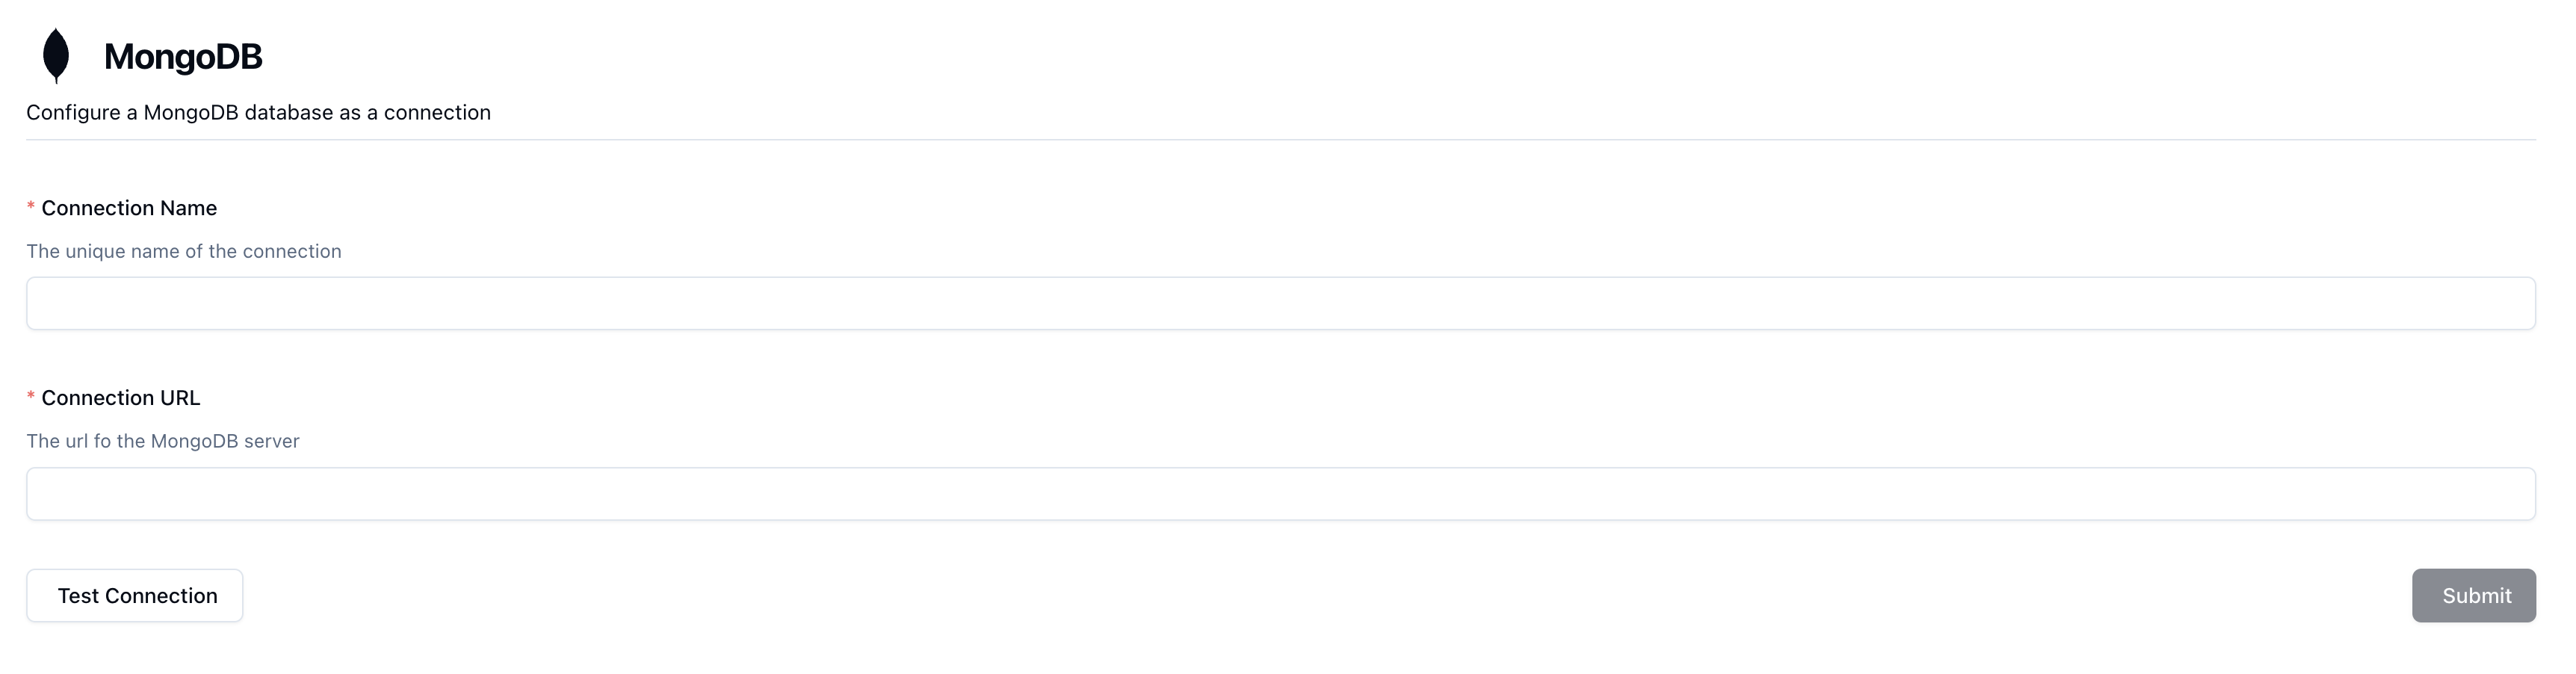 MongoDB
Configure a MongoDB database as a connection
* Connection Name
The unique name of the connection
* Connection URL
The url fo the MongoDB server
Test Connection
Submit